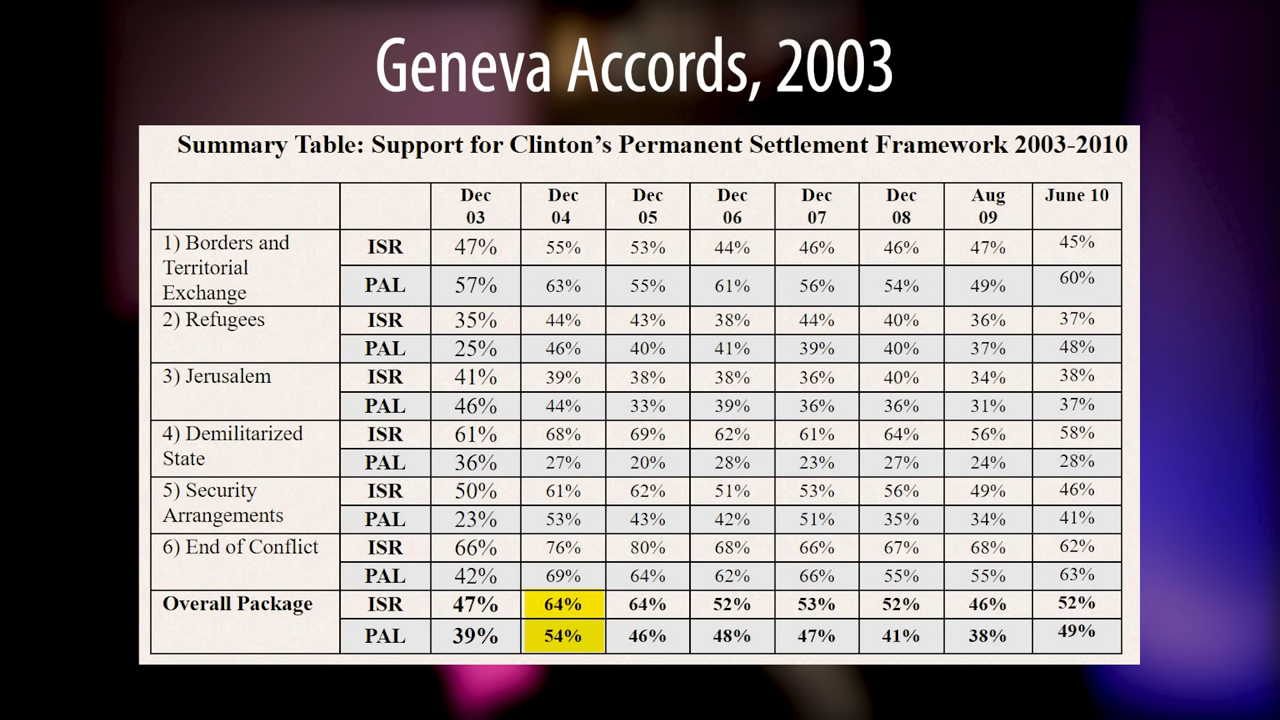 Geneva Accords, 2003
Summary Table: Support for Clinton's Permanent Settlement Framework 2003-2010
Dec 03 Dec 04 Dec 05 Dec 06 Dec 07 Dec 08 Aug 09 June 10
1) Borders and Territorial Exchange ISR 47% 55% 53% 44% 46% 46% 47% 45%
PAL 57% 63% 55% 61% 56% 54% 49% 60%
2) Refugees ISR 35% 44% 43% 38% 44% 40% 36% 37%
PAL 25% 46% 40% 41% 39% 40% 37% 48%
3) Jerusalem ISR 41% 39% 38% 38% 36% 40% 34% 38%
PAL 46% 44% 33% 39% 36% 36% 31% 37%
4) Demilitarized State ISR 61% 68% 69% 62% 61% 64% 56% 58%
PAL 36% 27% 20% 28% 23% 27% 24% 28%
5) Security Arrangements ISR 50% 61% 62% 51% 53% 56% 49% 46%
PAL 23% 53% 43% 42% 51% 35% 34% 41%
6) End of Conflict ISR 66% 76% 80% 68% 66% 67% 68% 62%
PAL 42% 69% 64% 62% 66% 55% 55% 63%
Overall Package ISR 47% 64% 64% 52% 53% 52% 46% 52%
PAL 39% 54% 46% 48% 47% 41% 38% 49%